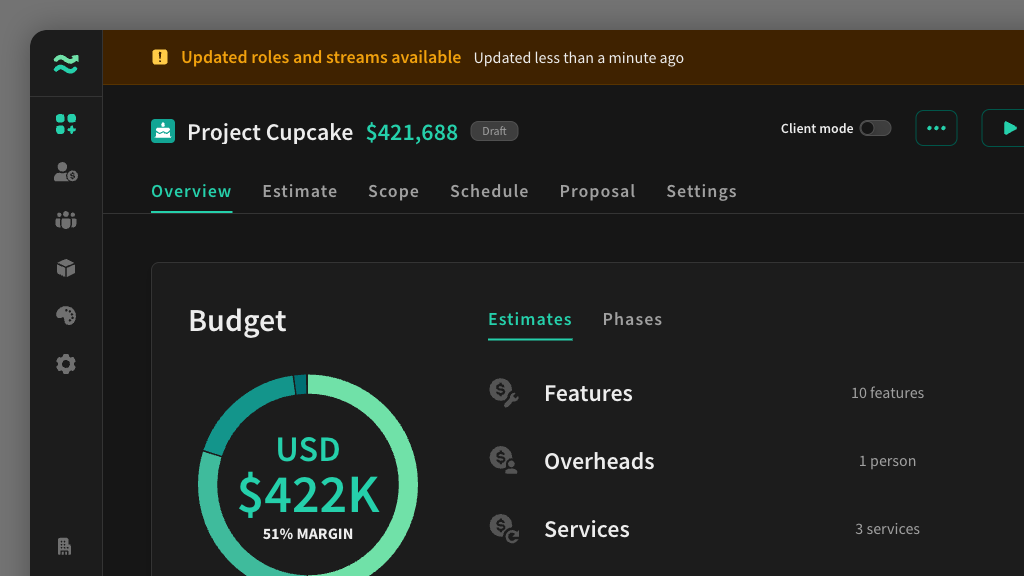 Updated roles and streams available Updated less than a minute ago
Project Cupcake $421,688 Draft
Client mode
Overview Estimate Scope Schedule Proposal Settings
Budget
Estimates Phases
Features 10 features
Overheads 1 person
Services 3 services
USD
$422K
51% MARGIN